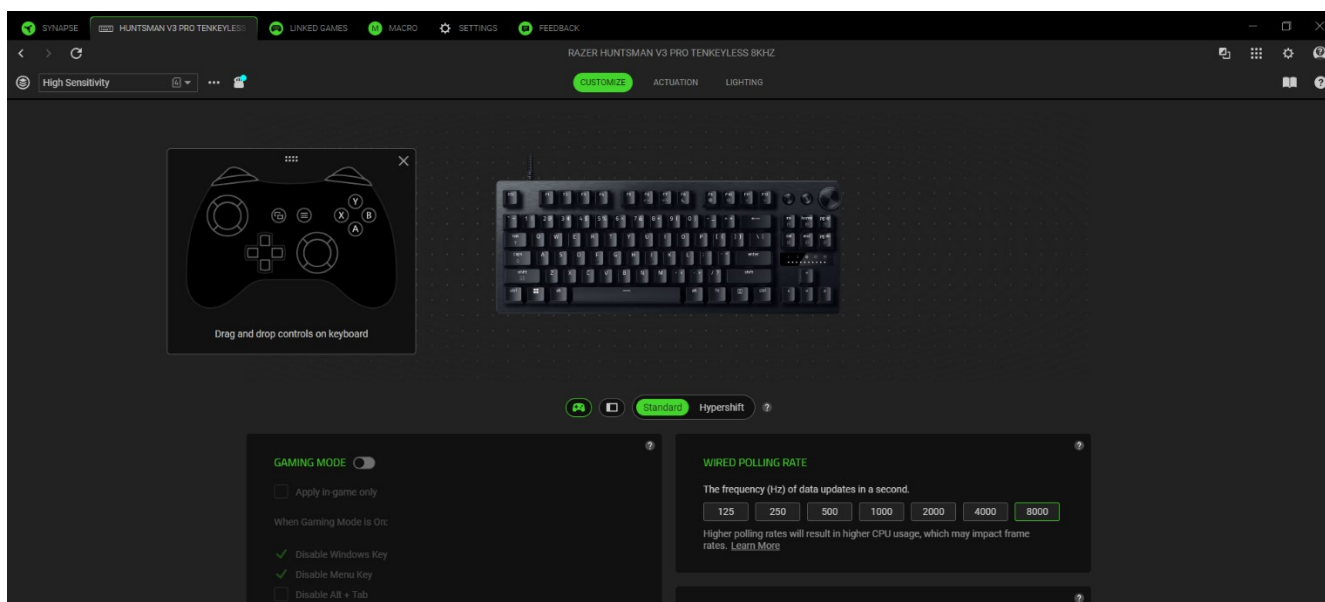 SYNAPSE HUNTSMAN V3 PRO TENKEYLESS LINKED GAMES MACRO SETTINGS FEEDBACK
RAZER HUNTSMAN V3 PRO TENKEYLESS 8KHZ
High Sensitivity 4 CUSTOMIZE ACTUATION LIGHTING
Y
X B
A
Drag and drop controls on keyboard
Standard Hypershift ?
GAMING MODE ?
Apply in-game only
When Gaming Mode is On:
Disable Windows Key
Disable Menu Key
Disable Alt + Tab
WIRED POLLING RATE ?
The frequency (Hz) of data updates in a second.
125 250 500 1000 2000 4000 8000
Higher polling rates will result in higher CPU usage, which may impact frame
rates. Learn More
?